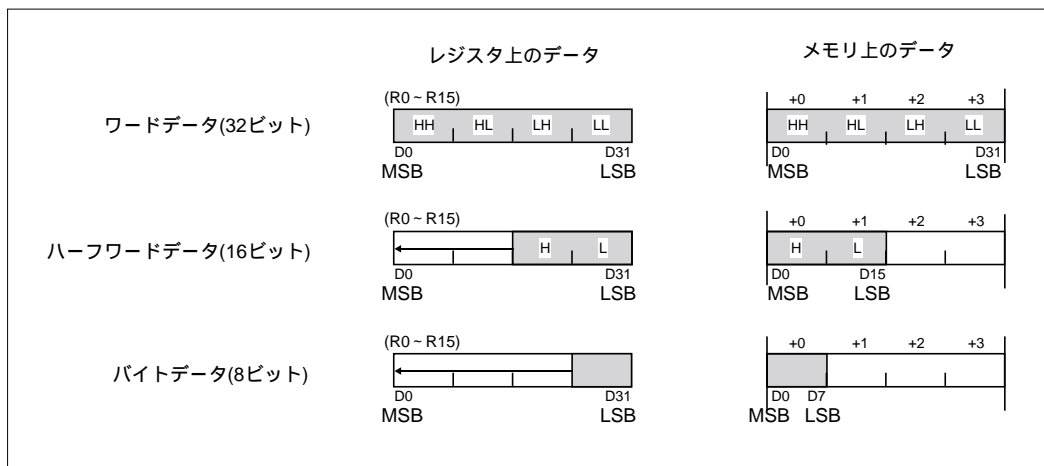 レジスタ上のデータ メモリ上のデータ
ワードデータ(32ビット)
(R0 ~ R15)
HH HL LH LL
D0 D31
MSB LSB
+0 +1 +2 +3
HH HL LH LL
D0 D31
MSB LSB
ハーフワードデータ(16ビット)
(R0 ~ R15)
H L
D0 D31
MSB LSB
+0 +1 +2 +3
H L
D0 D15
MSB LSB
バイトデータ(8ビット)
(R0 ~ R15)
D0 D31
MSB LSB
+0 +1 +2 +3
D0 D7
MSB LSB